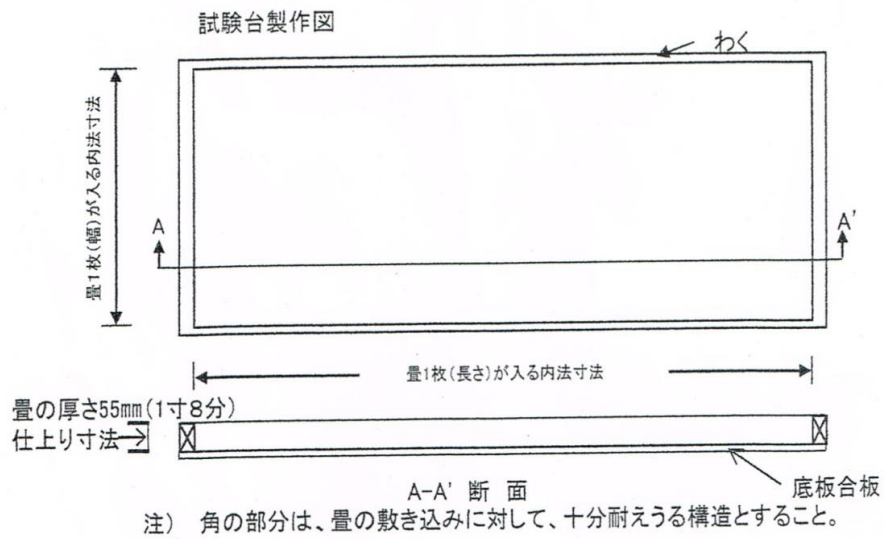 試験台製作図
わく
畳1枚(幅)が入る内法寸法
A
A'
畳1枚(長さ)が入る内法寸法
畳の厚さ55mm(1寸8分)
仕上り寸法
底板合板
A-A' 断 面
注) 角の部分は、畳の敷き込みに対して、十分耐えうる構造とすること。